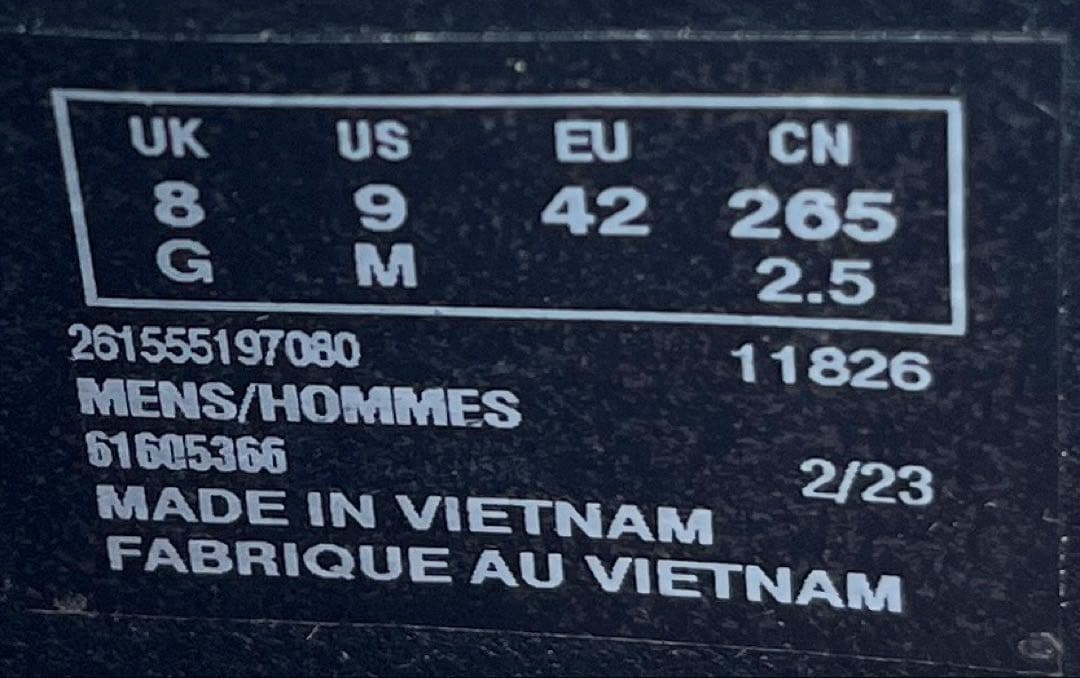 UK US EU CN
8 9 42 265
G M 2.5
261555197080 11826
MENS/HOMMES
61605366 2/23
MADE IN VIETNAM
FABRIQUE AU VIETNAM